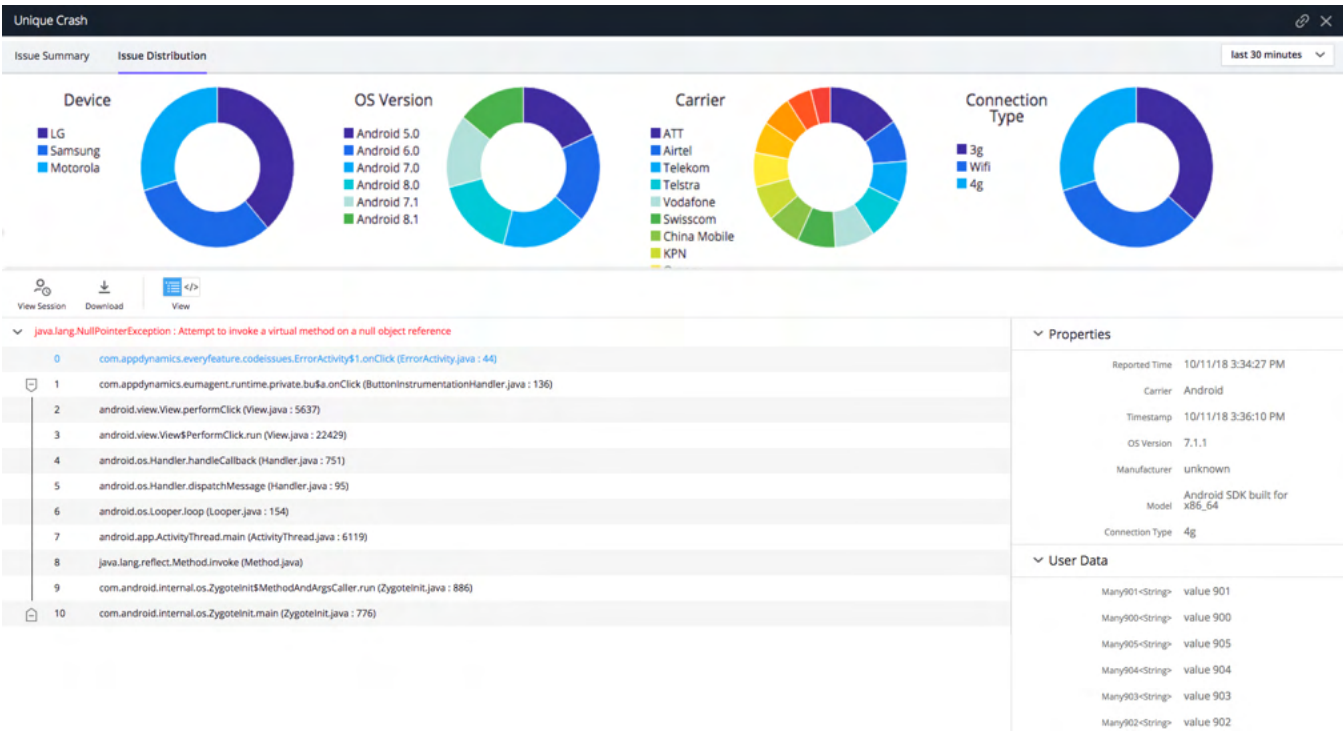 Unique Crash
Issue Summary
Issue Distribution
last 30 minutes
Device
LG
Samsung
Motorola
OS Version
Android 5.0
Android 6.0
Android 7.0
Android 8.0
Android 7.1
Android 8.1
Carrier
ATT
Airtel
Telekom
Telstra
Vodafone
Swisscom
China Mobile
KPN
Connection
Type
3g
Wifi
4g
View Session
Download
</>
View
java.lang.NullPointerException : Attempt to invoke a virtual method on a null object reference
0 com.appdynamics.everyfeature.codeissues.ErrorActivity$1.onClick (ErrorActivity.java : 44)
1 com.appdynamics.eumagent.runtime.private.bu$a.onClick (ButtonInstrumentationHandler.java : 136)
2 android.view.View.performClick (View.java : 5637)
3 android.view.View$PerformClick.run (View.java : 22429)
4 android.os.Handler.handleCallback (Handler.java : 751)
5 android.os.Handler.dispatchMessage (Handler.java : 95)
6 android.os.Looper.loop (Looper.java : 154)
7 android.app.ActivityThread.main (ActivityThread.java : 6119)
8 java.lang.reflect.Method.invoke (Method.java)
9 com.android.internal.os.ZygoteInit$MethodAndArgsCaller.run (ZygoteInit.java : 886)
10 com.android.internal.os.ZygoteInit.main (ZygoteInit.java : 776)
Properties
Reported Time 10/11/18 3:34:27 PM
Carrier Android
Timestamp 10/11/18 3:36:10 PM
OS Version 7.1.1
Manufacturer unknown
Model Android SDK built for
x86_64
Connection Type 4g
User Data
Many901<String> value 901
Many900<String> value 900
Many905<String> value 905
Many904<String> value 904
Many903<String> value 903
Many902<String> value 902